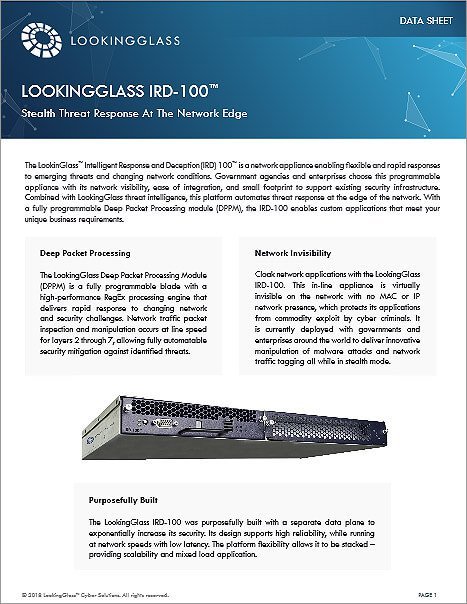 DATA SHEET
LOOKINGGLASS
LOOKINGGLASS IRD-100™
Stealth Threat Response At The Network Edge
The LookinGlass™ Intelligent Response and Deception (IRD) 100™ is a network appliance enabling flexible and rapid responses
to emerging threats and changing network conditions. Government agencies and enterprises choose this programmable
appliance with its network visibility, ease of integration, and small footprint to support existing security infrastructure.
Combined with LookingGlass threat intelligence, this platform automates threat response at the edge of the network. With
a fully programmable Deep Packet Processing module (DPPM), the IRD-100 enables custom applications that meet your
unique business requirements.
Deep Packet Processing
The LookingGlass Deep Packet Processing Module
(DPPM) is a fully programmable blade with a
high-performance RegEx processing engine that
delivers rapid response to changing network
and security challenges. Network traffic packet
inspection and manipulation occurs at line speed
for layers 2 through 7, allowing fully automatable
security mitigation against identified threats.
Network Invisibility
Cloak network applications with the LookingGlass
IRD-100. This in-line appliance is virtually
invisible on the network with no MAC or IP
network presence, which protects its applications
from commodity exploit by cyber criminals. It
is currently deployed with governments and
enterprises around the world to deliver innovative
manipulation of malware attacks and network
traffic tagging all while in stealth mode.
Purposefully Built
The LookingGlass IRD-100 was purposefully built with a separate data plane to
exponentially increase its security. Its design supports high reliability, while running
at network speeds with low latency. The platform flexibility allows it to be stacked –
providing scalability and mixed load application.
© 2018 LookingGlass™ Cyber Solutions. All rights reserved.
PAGE 1